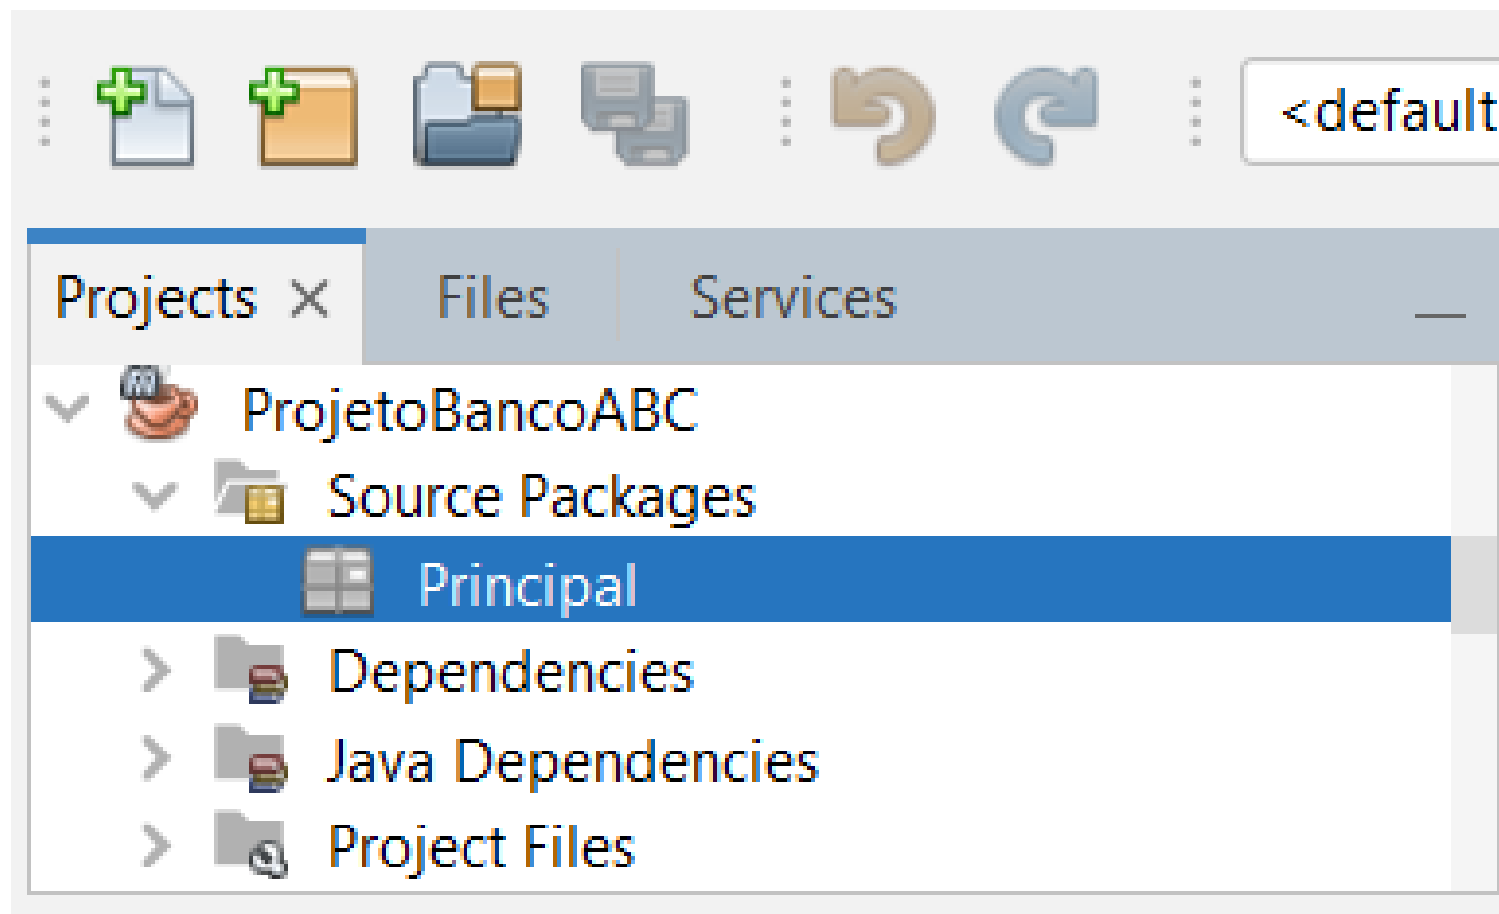 <default
Projects Files Services
ProjetoBancoABC
Source Packages
Principal
Dependencies
Java Dependencies
Project Files